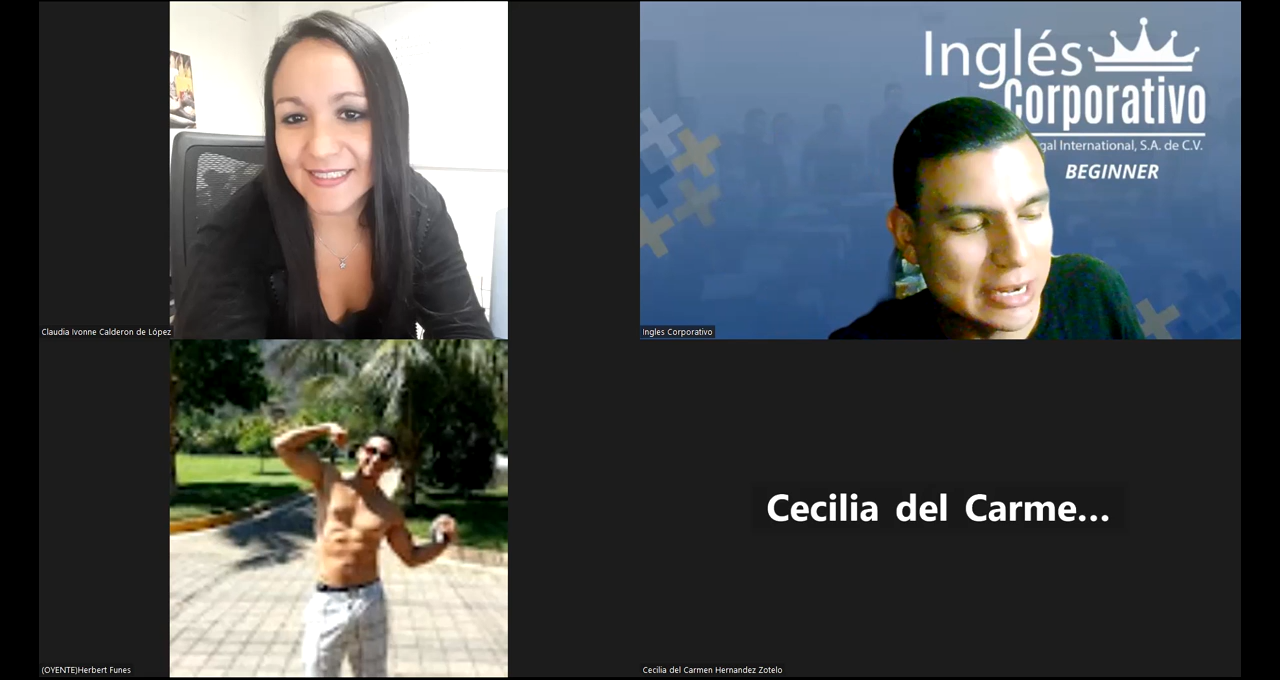 Inglés
Corporativo
gal International, S.A. de C.V.
BEGINNER
Claudia Ivonne Calderon de López
Ingles Corporativo
Cecilia del Carme...
(OYENTE)Herbert Funes
Cecilia del Carmen Hernandez Zotelo